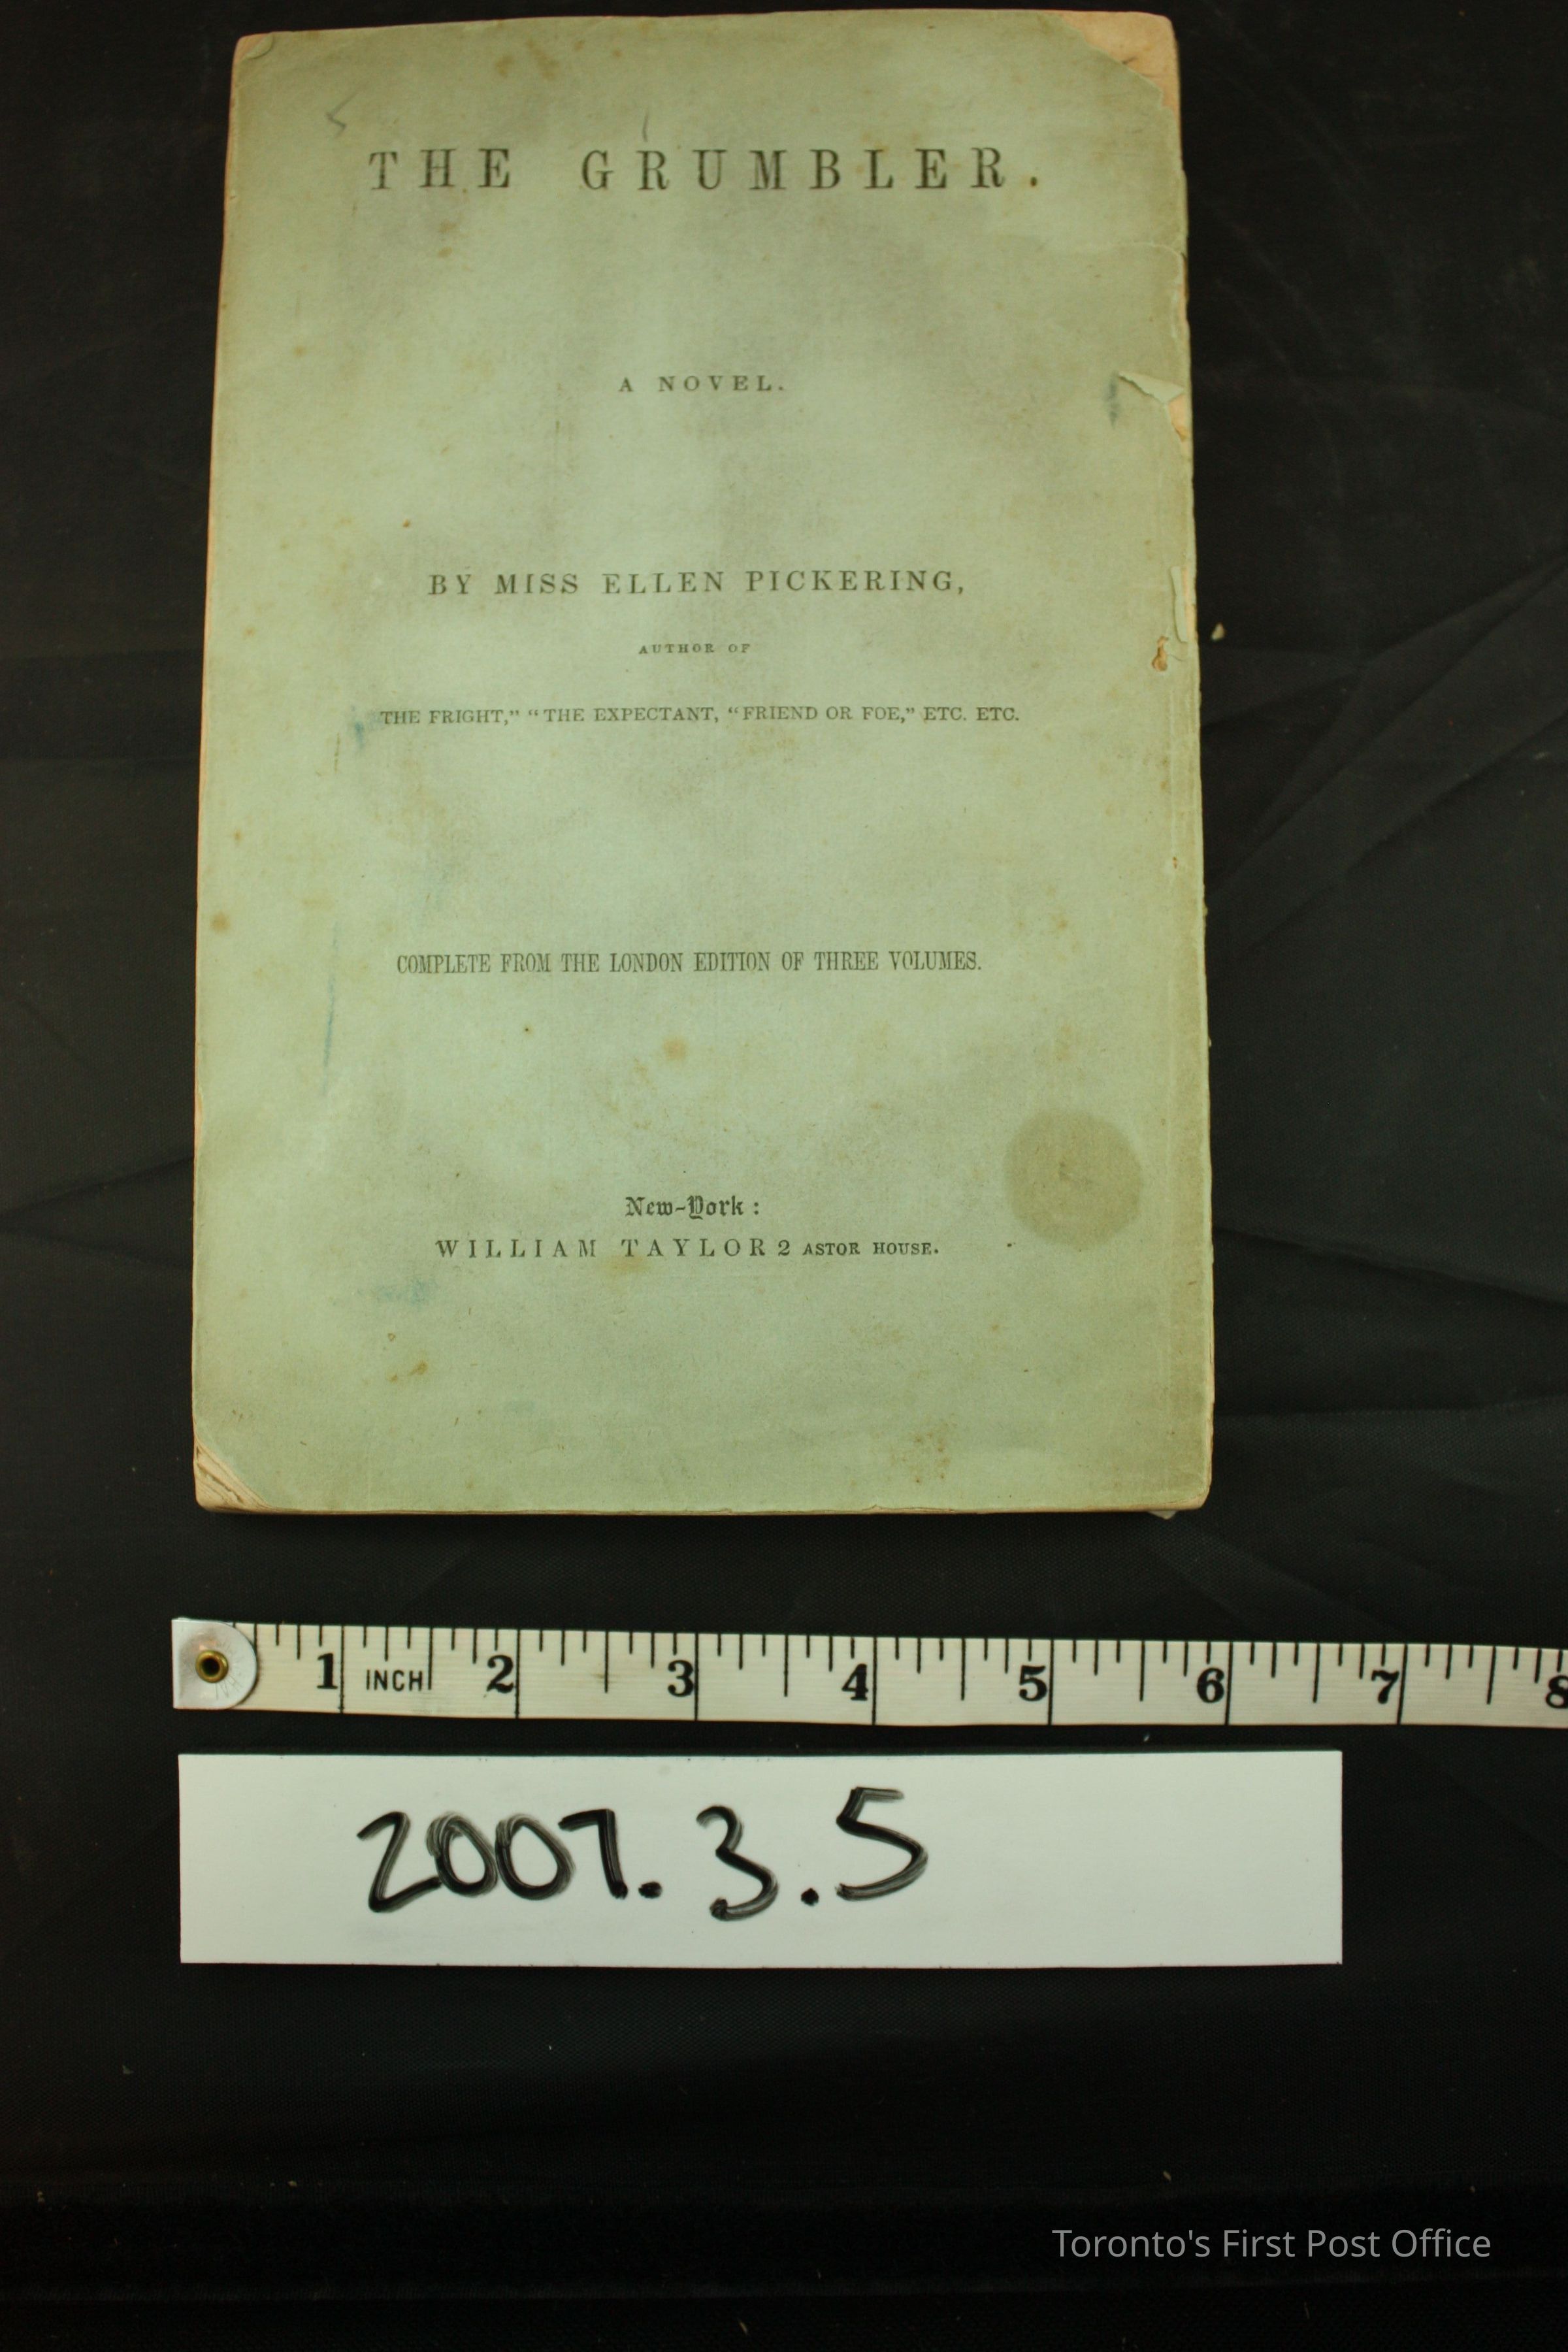 THE GRUMBLER.
A NOVEL.
BY MISS ELLEN PICKERING,
AUTHOR OF
THE FRIGHT,” “THE EXPECTANT, “FRIEND OR FOE,” ETC. ETC.
COMPLETE FROM THE LONDON EDITION OF THREE VOLUMES.
New-York:
WILLIAM TAYLOR 2 ASTOR HOUSE.
1 INCH 2 3 4 5 6 7 8
2007.3.5
Toronto's First Post Office